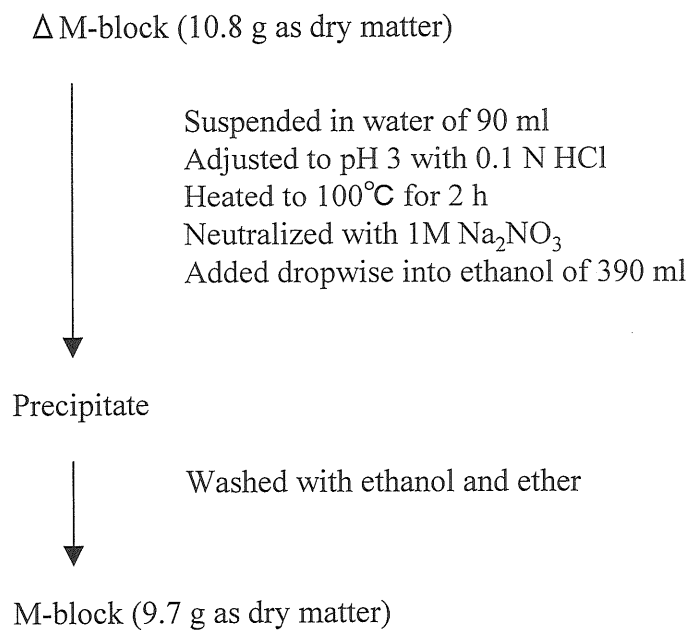 Δ M-block (10.8 g as dry matter)
Suspended in water of 90 ml
Adjusted to pH 3 with 0.1 N HCl
Heated to 100℃ for 2 h
Neutralized with 1M Na₂NO₃
Added dropwise into ethanol of 390 ml
Precipitate
Washed with ethanol and ether
M-block (9.7 g as dry matter)